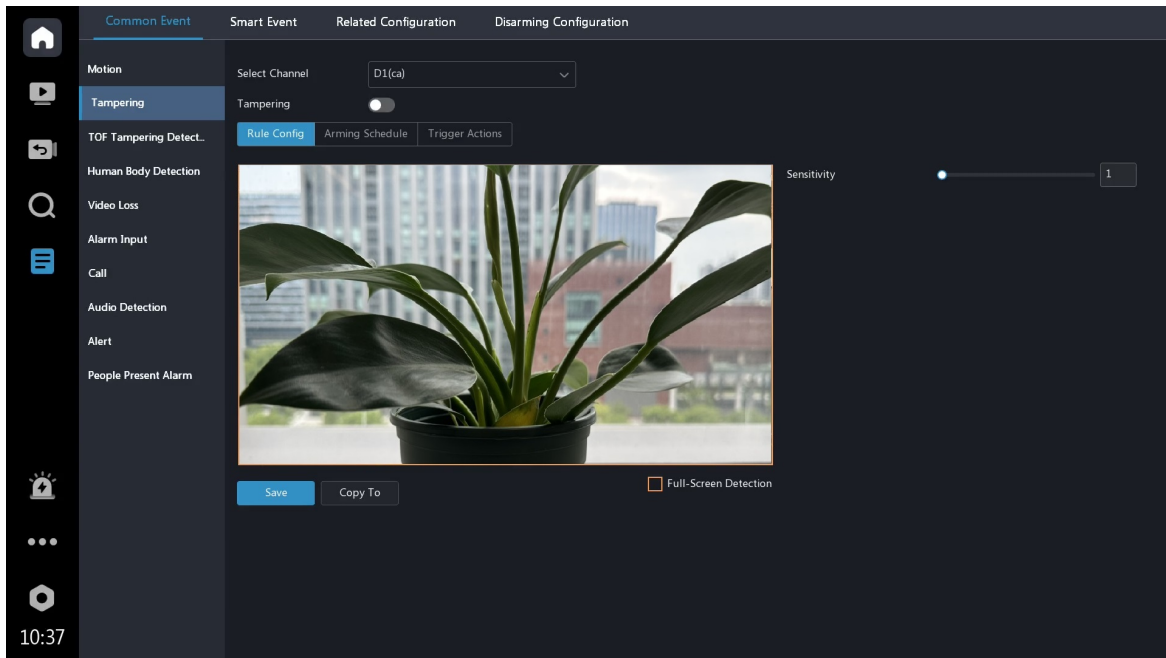 Common Event Smart Event Related Configuration Disarming Configuration
Motion
Tampering
TOF Tampering Detect..
Human Body Detection
Video Loss
Alarm Input
Call
Audio Detection
Alert
People Present Alarm
10:37
Select Channel D1(ca)
Tampering
Rule Config Arming Schedule Trigger Actions
Sensitivity 1
Full-Screen Detection
Save Copy To